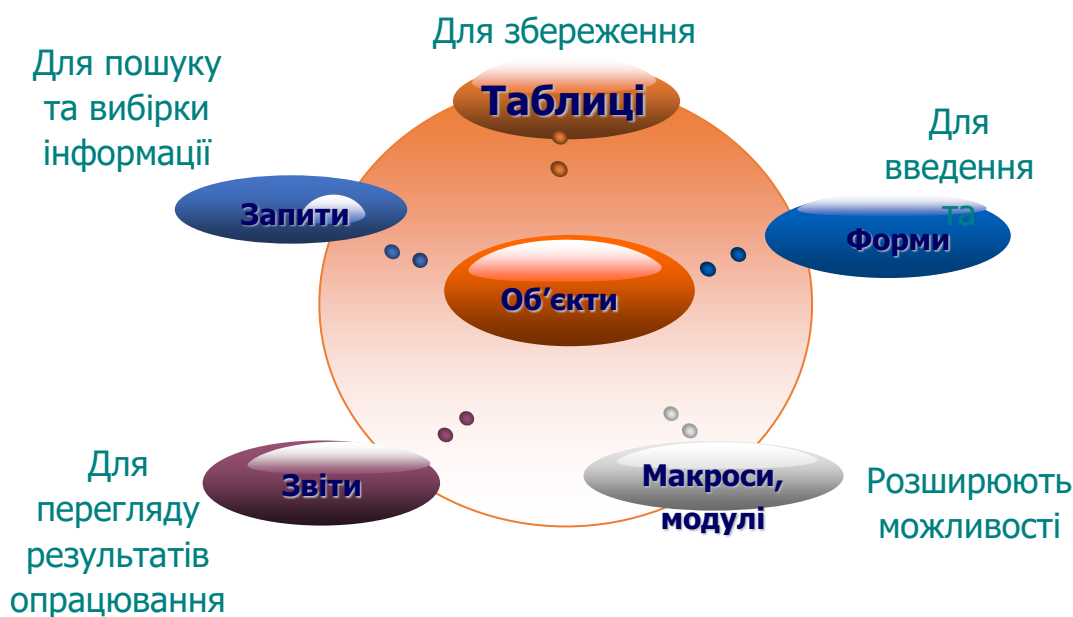 Для збереження
Таблиці
Для пошуку
та вибірки
інформації
Запити
Для
введення
та
Форми
Об’єкти
Для
перегляду
результатів
опрацювання
Звіти
Макроси,
модулі
Розширюють
можливості